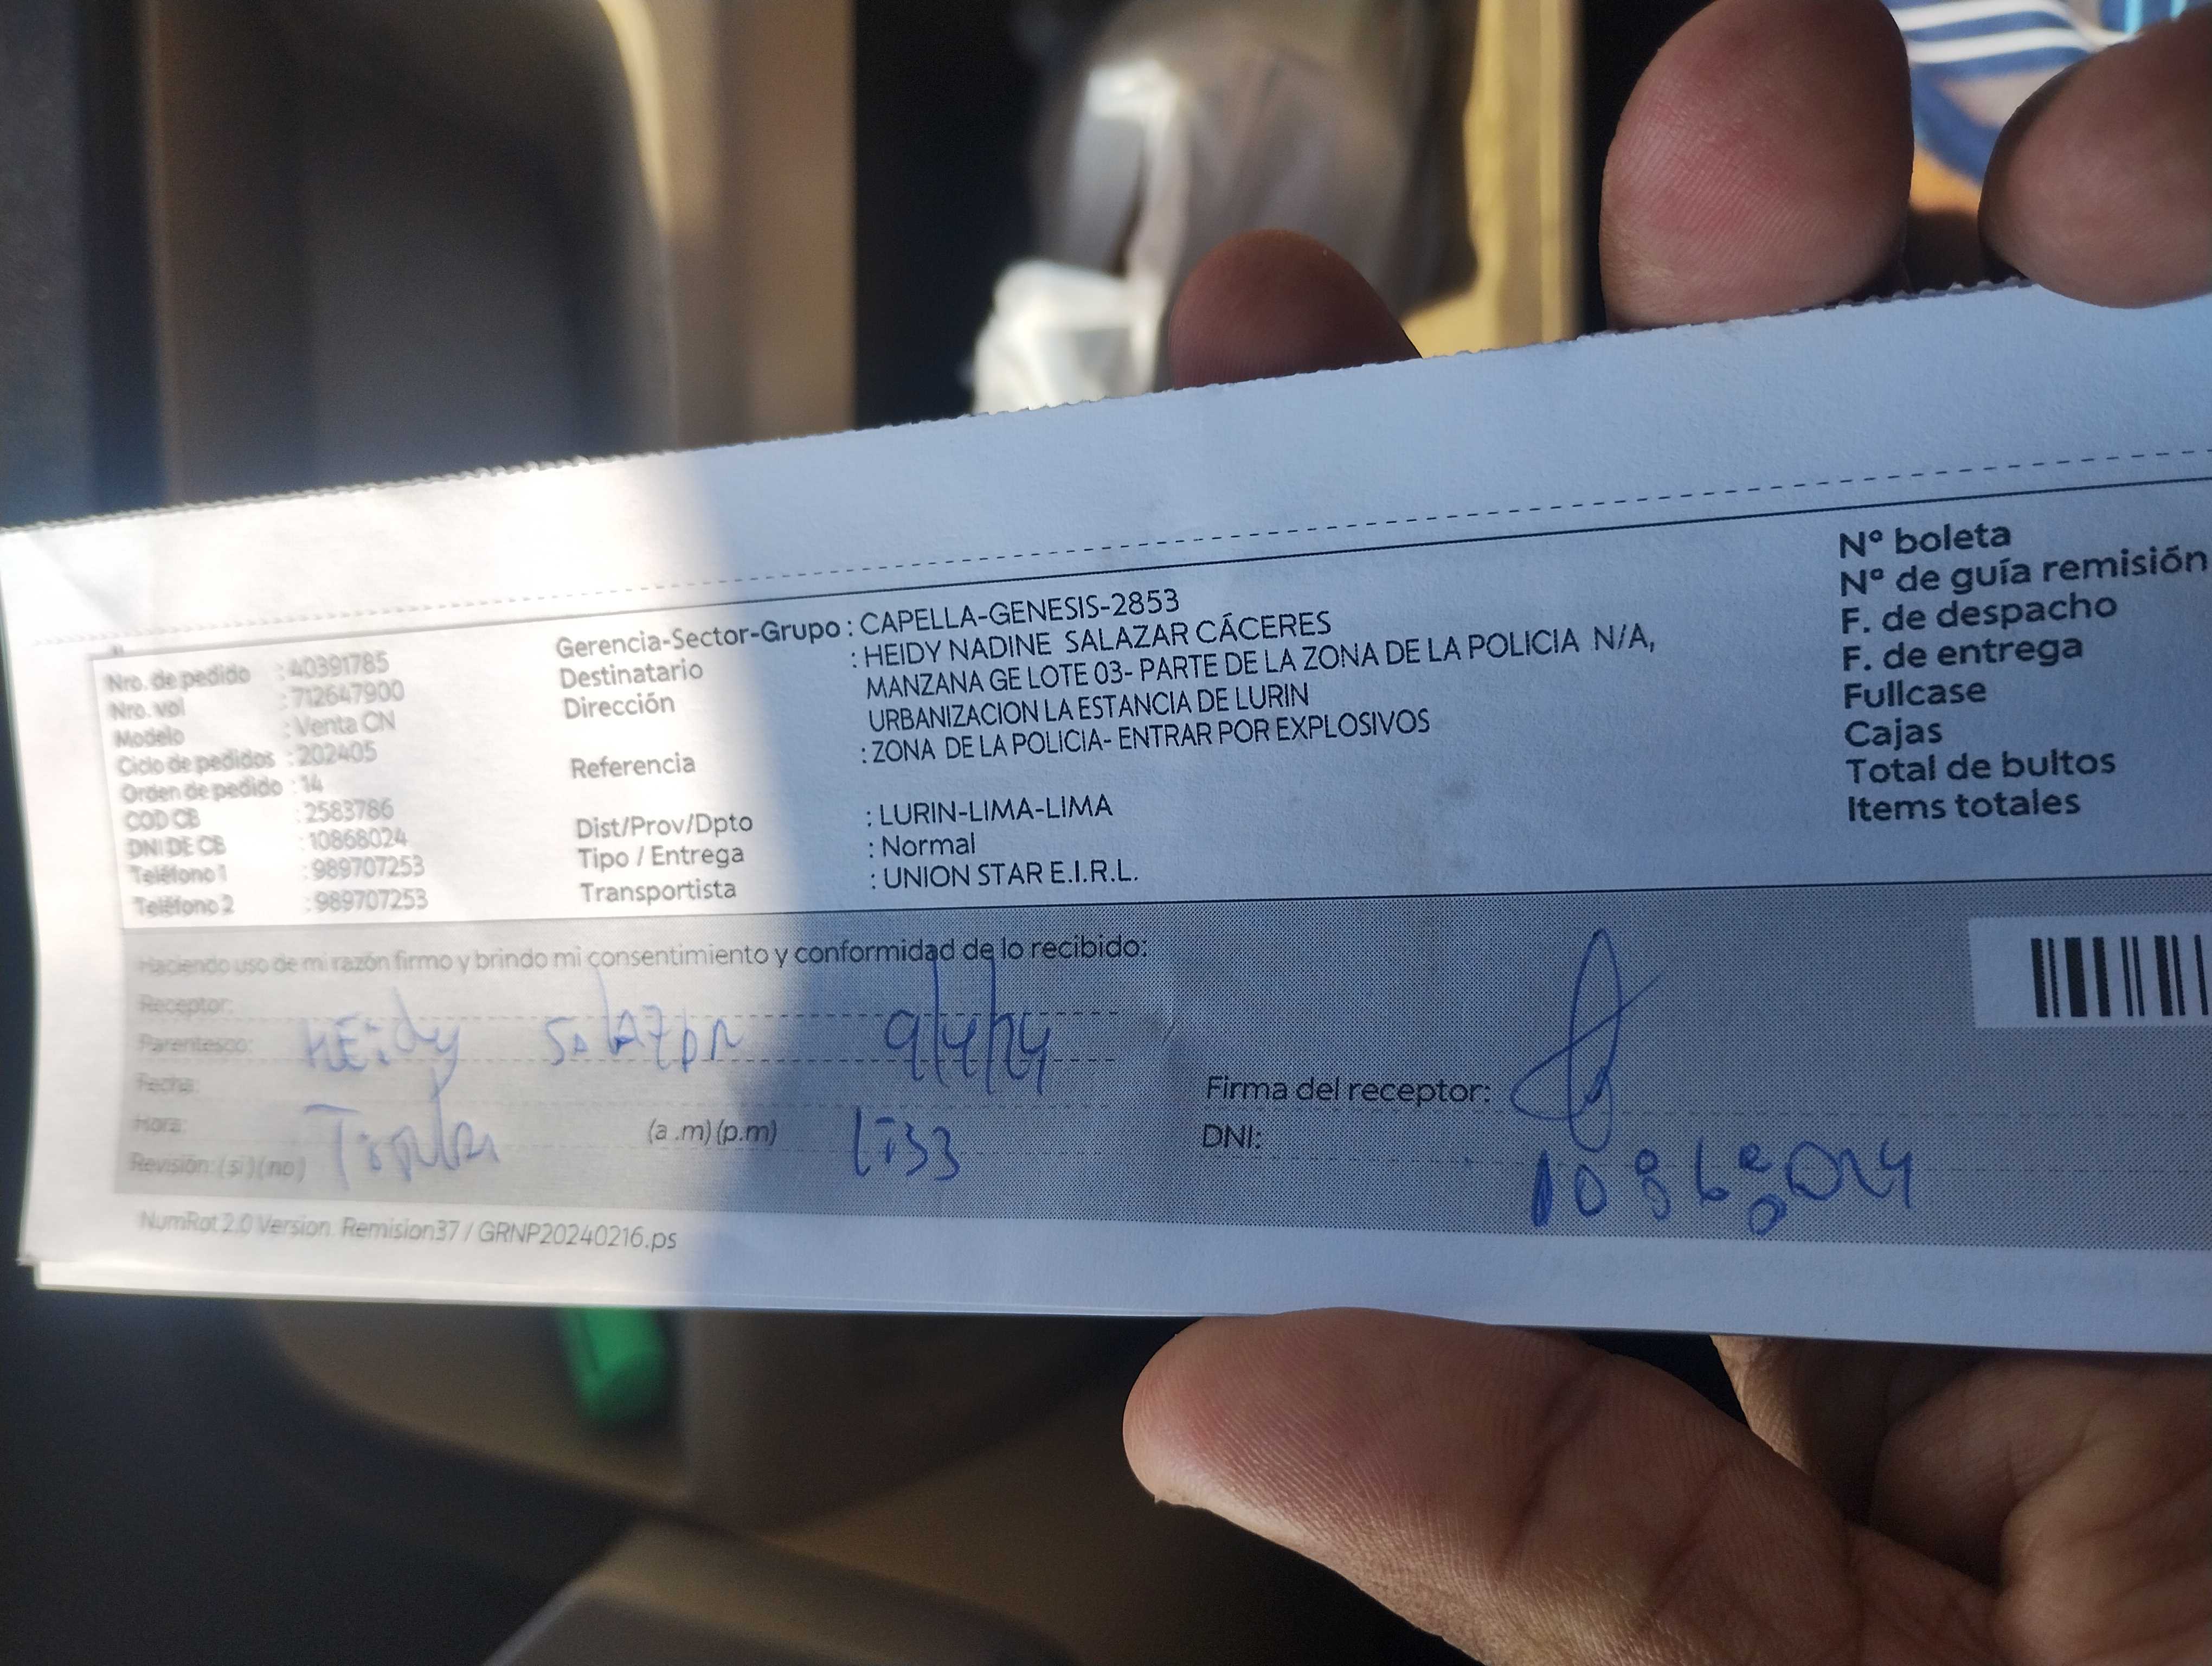 Nro. de pedido : 40391785
Nro. vol : 712647900
Modelo : Venta CN
Ciclo de pedidos : 202405
Orden de pedido : 14
COD CB : 2583786
DNI DE CB : 10868024
Teléfono 1 : 989707253
Teléfono 2 : 989707253
Gerencia-Sector-Grupo : CAPELLA-GENESIS-2853
Destinatario : HEIDY NADINE SALAZAR CÁCERES
Dirección MANZANA GE LOTE 03- PARTE DE LA ZONA DE LA POLICIA N/A,
URBANIZACION LA ESTANCIA DE LURIN
Referencia : ZONA DE LA POLICIA- ENTRAR POR EXPLOSIVOS
Dist/Prov/Dpto : LURIN-LIMA-LIMA
Tipo / Entrega : Normal
Transportista : UNION STAR E.I.R.L.
Nº boleta
Nº de guía remisión
F. de despacho
F. de entrega
Fullcase
Cajas
Total de bultos
Items totales
Haciendo uso de mi razón firmo y brindo mi consentimiento y conformidad de lo recibido:
Receptor:
Parentesco: HEidy SalAzar 9/4/24
Fecha:
Hora: Titular (a .m) (p.m)
Revisión: (si) (no)
Firma del receptor:
DNI: 10868024
NumRot 2.0 Version. Remision37 / GRNP20240216.ps